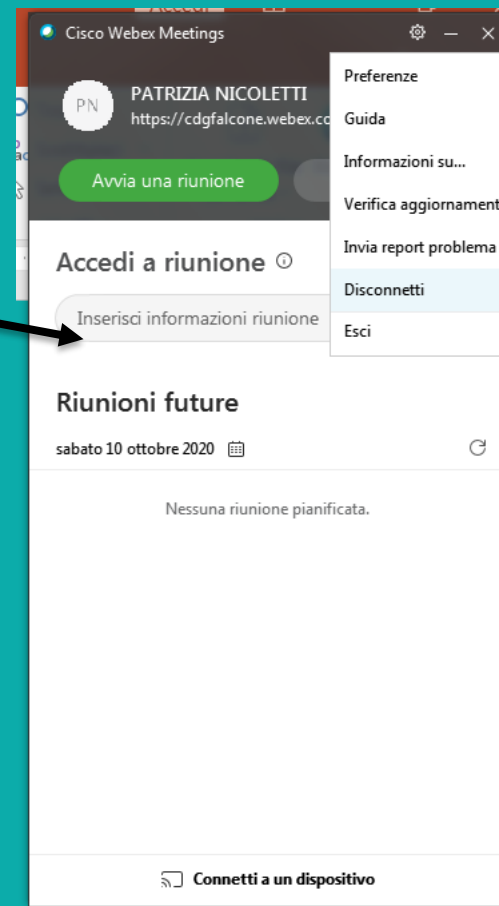 Cisco Webex Meetings
PN
PATRIZIA NICOLETTI
https://cdgfalcone.webex.co
Avvia una riunione
Preferenze
Guida
Informazioni su...
Verifica aggiornament
Invia report problema
Disconnetti
Esci
Accedi a riunione
Inserisci informazioni riunione
Riunioni future
sabato 10 ottobre 2020
Nessuna riunione pianificata.
Connetti a un dispositivo